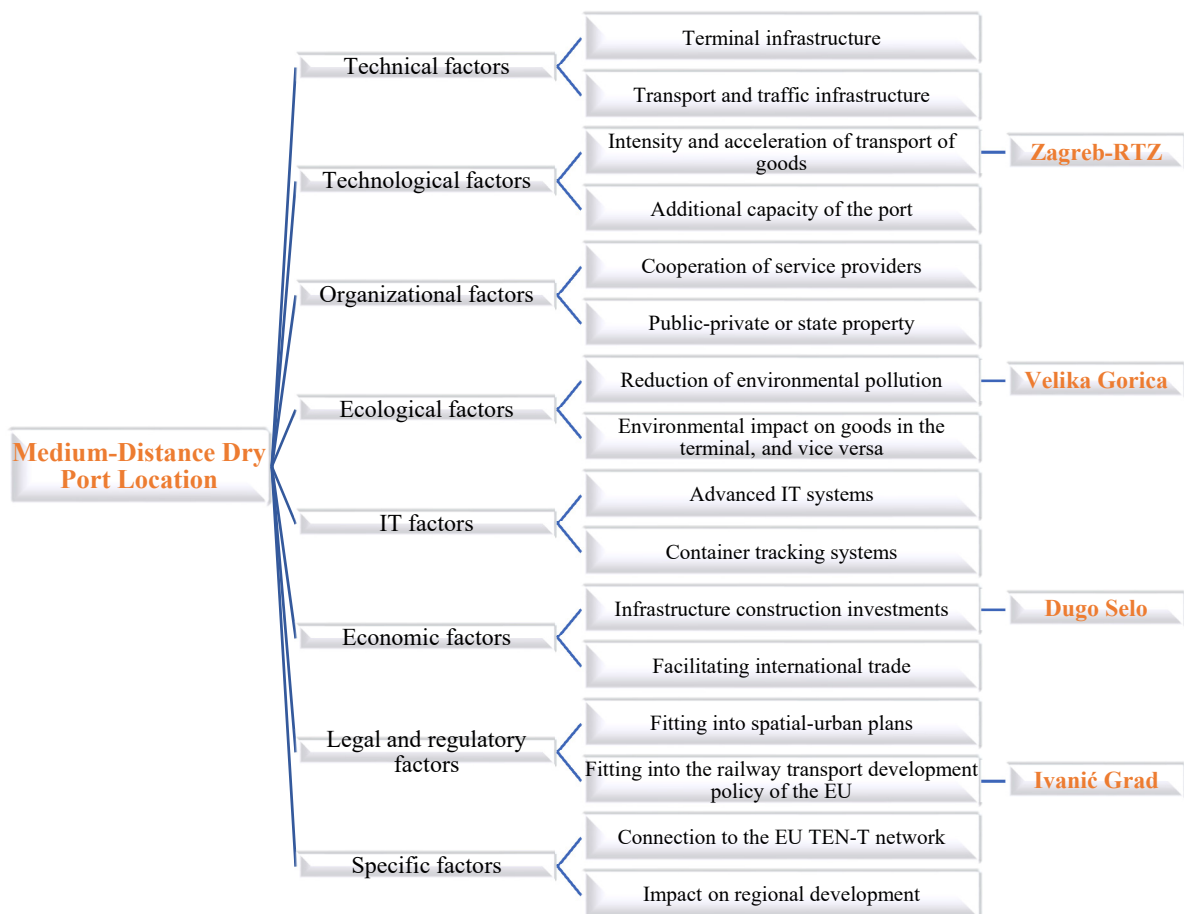 Medium-Distance Dry
Port Location
Technical factors
Terminal infrastructure
Transport and traffic infrastructure
Technological factors
Intensity and acceleration of transport of
goods
Zagreb-RTZ
Additional capacity of the port
Organizational factors
Cooperation of service providers
Public-private or state property
Ecological factors
Reduction of environmental pollution
Velika Gorica
Environmental impact on goods in the
terminal, and vice versa
IT factors
Advanced IT systems
Container tracking systems
Economic factors
Infrastructure construction investments
Dugo Selo
Facilitating international trade
Legal and regulatory
factors
Fitting into spatial-urban plans
Fitting into the railway transport development
policy of the EU
Ivanić Grad
Specific factors
Connection to the EU TEN-T network
Impact on regional development